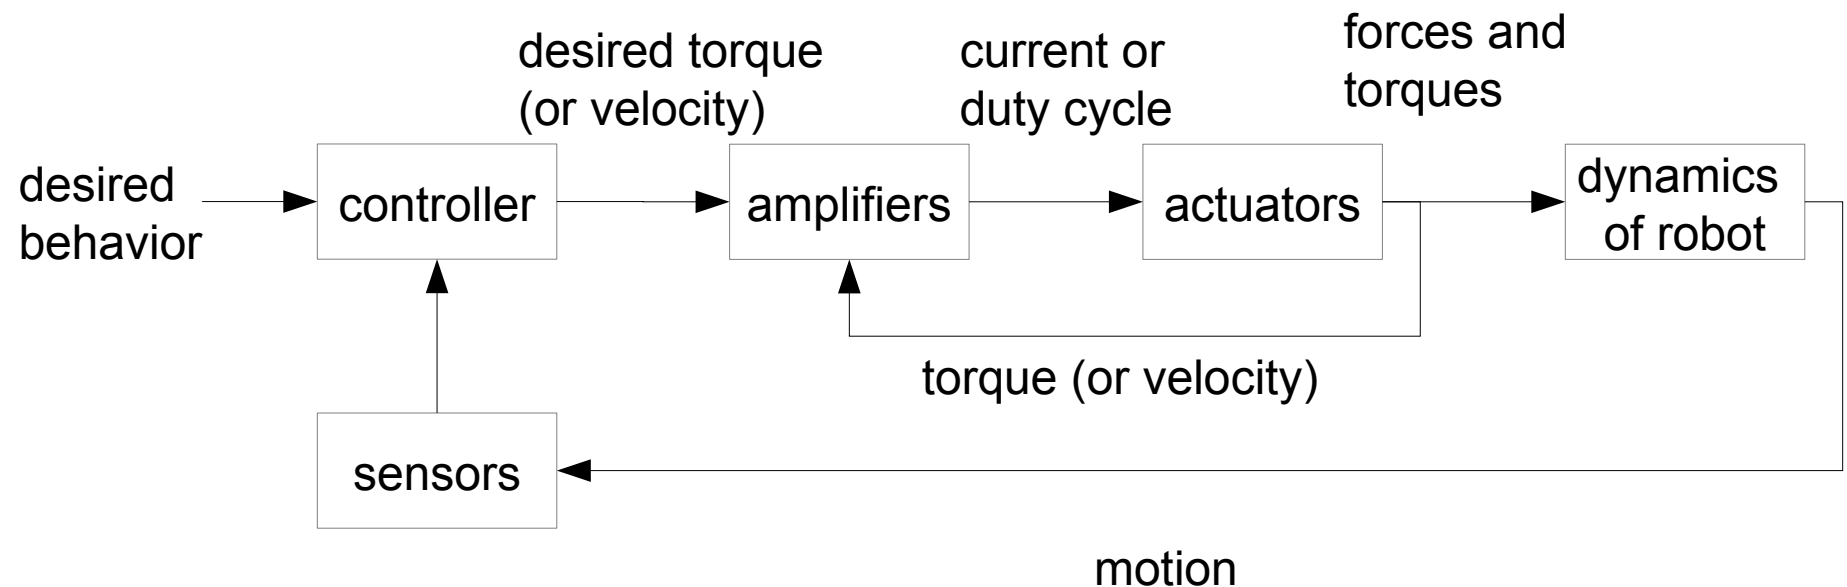 desired torque
(or velocity)
current or
duty cycle
forces and
torques
desired
behavior
controller
amplifiers
actuators
dynamics
of robot
torque (or velocity)
sensors
motion